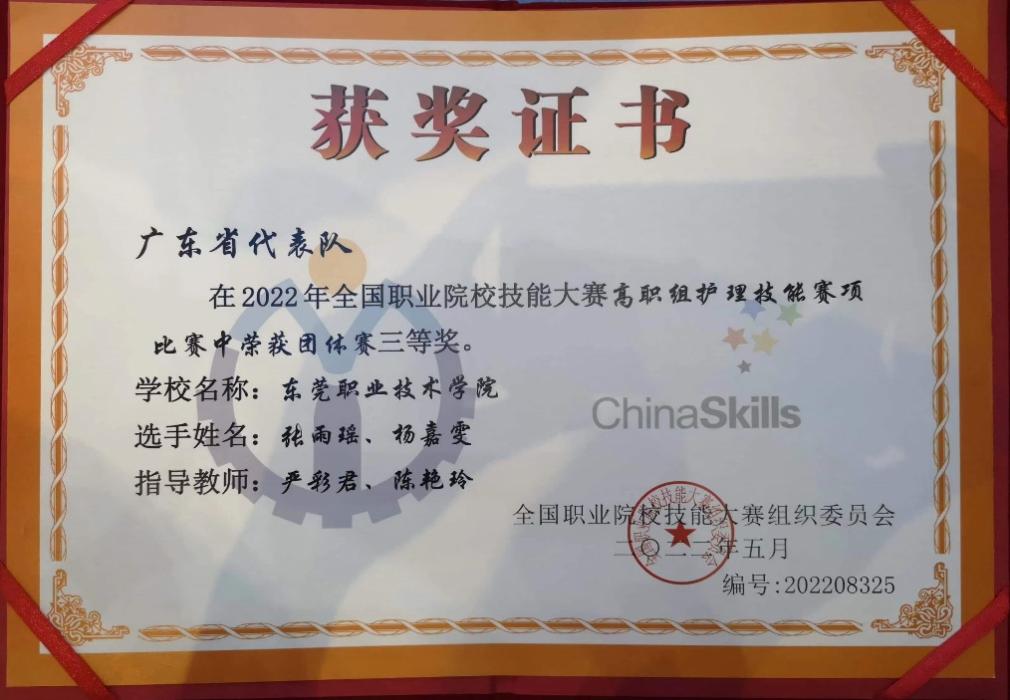 获奖证书
广东省代表队
在2022年全国职业院校技能大赛高职组护理技能赛项
比赛中荣获团体赛三等奖。
学校名称：东莞职业技术学院
选手姓名：张雨瑶、杨嘉雯
指导教师：严彩君、陈艳玲
ChinaSkills
全国职业院校技能大赛组织委员会
二〇二二年五月
编号:202208325